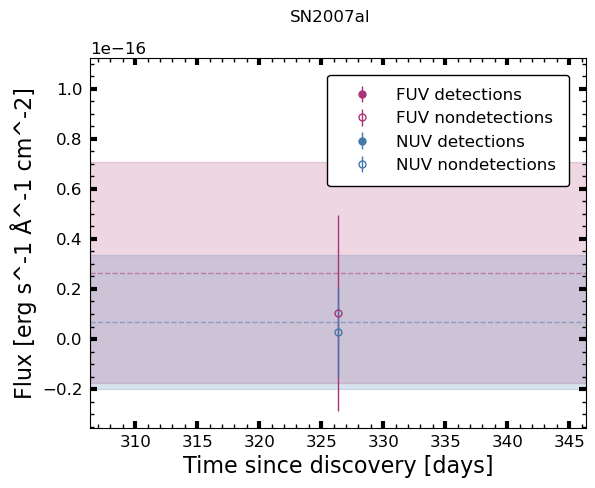 SN2007al
1e−16
Flux [erg s^-1 Å^-1 cm^-2]
1.0
0.8
0.6
0.4
0.2
0.0
−0.2
FUV detections
FUV nondetections
NUV detections
NUV nondetections
310 315 320 325 330 335 340 345
Time since discovery [days]